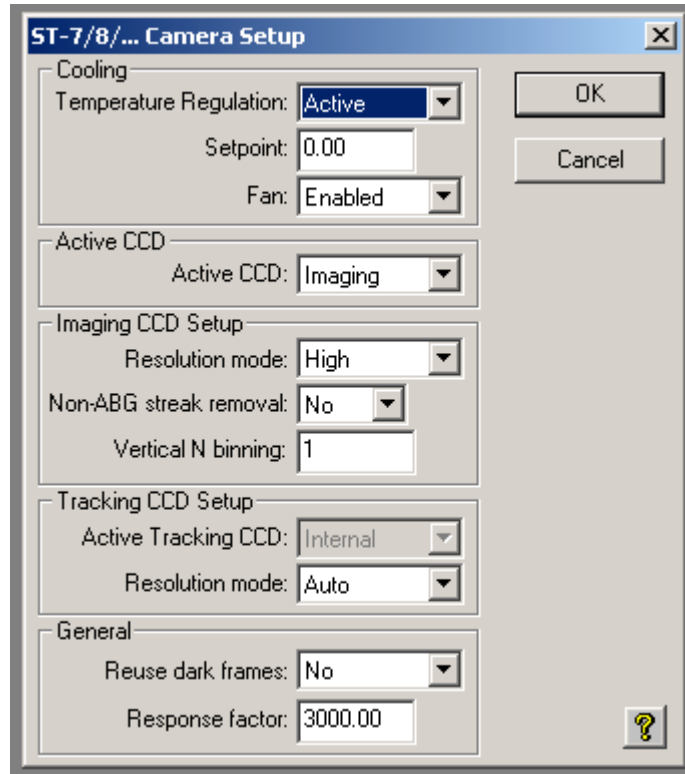 ST-7/8/... Camera Setup
Cooling
Temperature Regulation: Active
OK
Setpoint: 0.00
Cancel
Fan: Enabled
Active CCD
Active CCD: Imaging
Imaging CCD Setup
Resolution mode: High
Non-ABG streak removal: No
Vertical N binning: 1
Tracking CCD Setup
Active Tracking CCD: Internal
Resolution mode: Auto
General
Reuse dark frames: No
Response factor: 3000.00
?